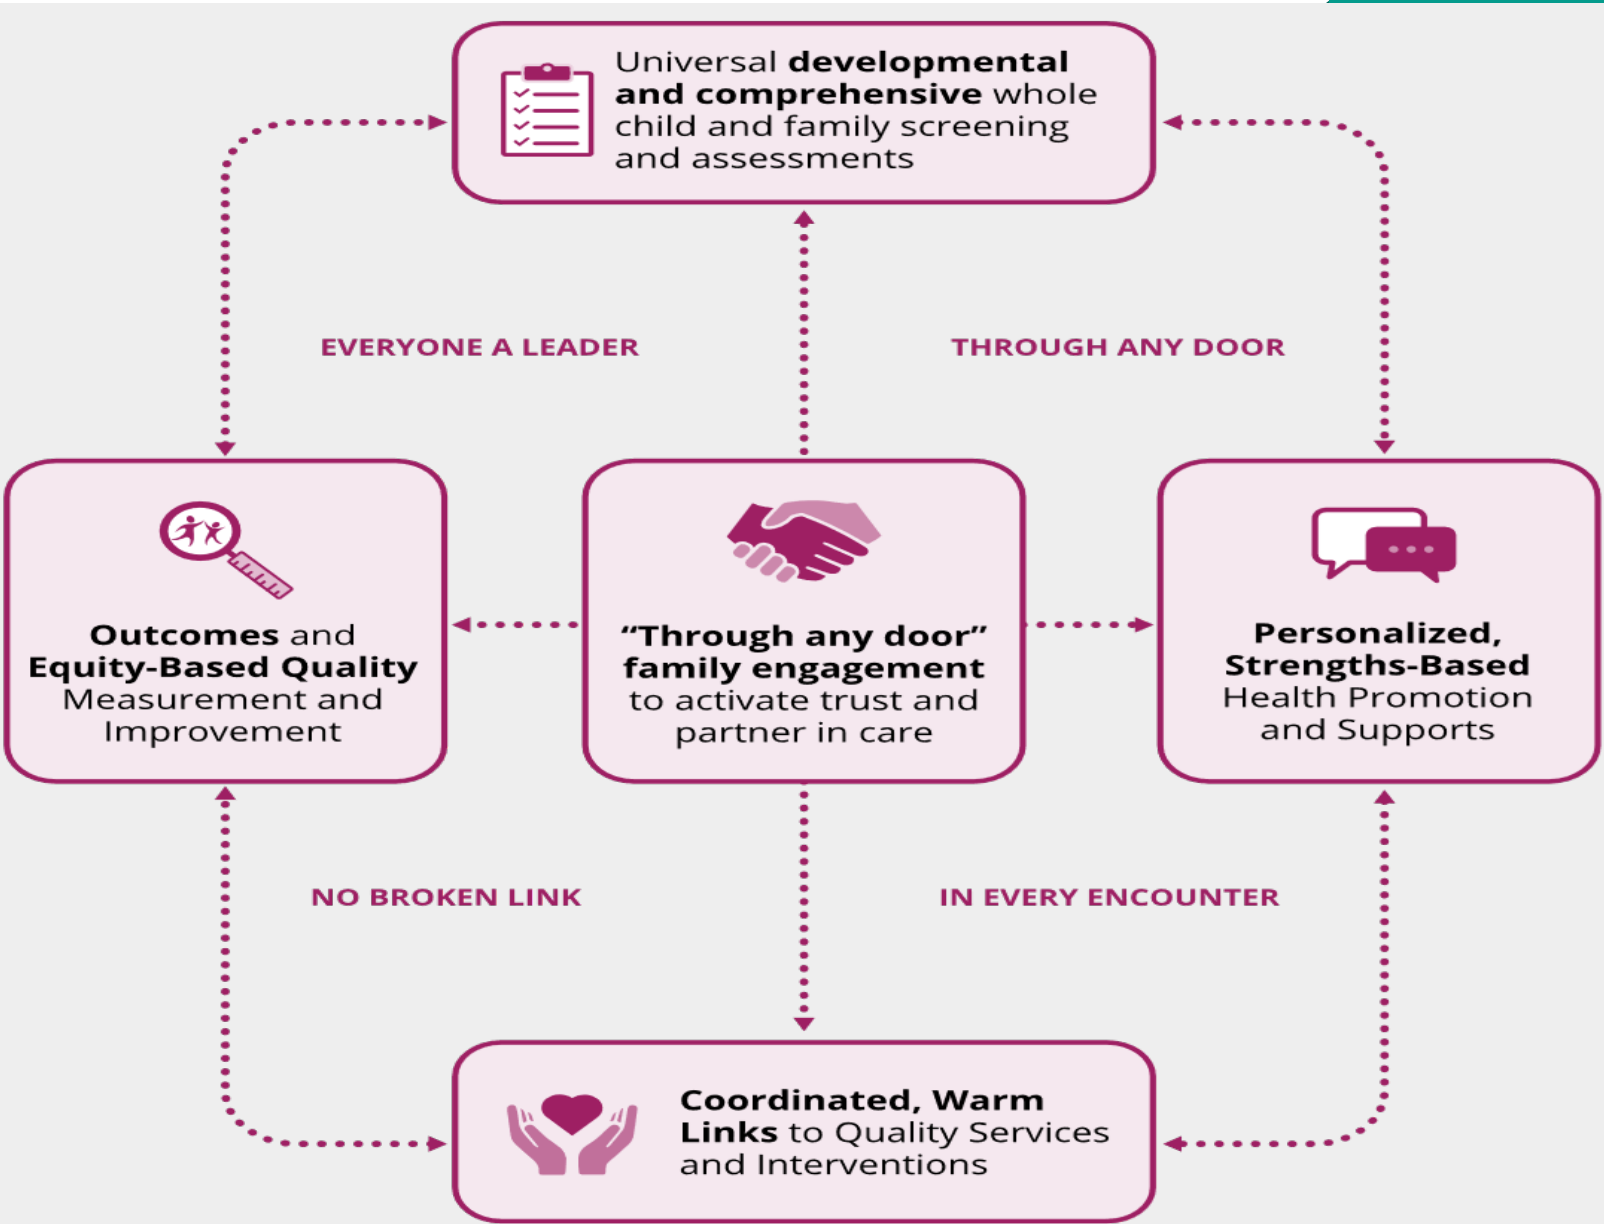 Universal developmental
and comprehensive whole
child and family screening
and assessments
EVERYONE A LEADER
THROUGH ANY DOOR
Outcomes and
Equity-Based Quality
Measurement and
Improvement
“Through any door”
family engagement
to activate trust and
partner in care
Personalized,
Strengths-Based
Health Promotion
and Supports
NO BROKEN LINK
IN EVERY ENCOUNTER
Coordinated, Warm
Links to Quality Services
and Interventions